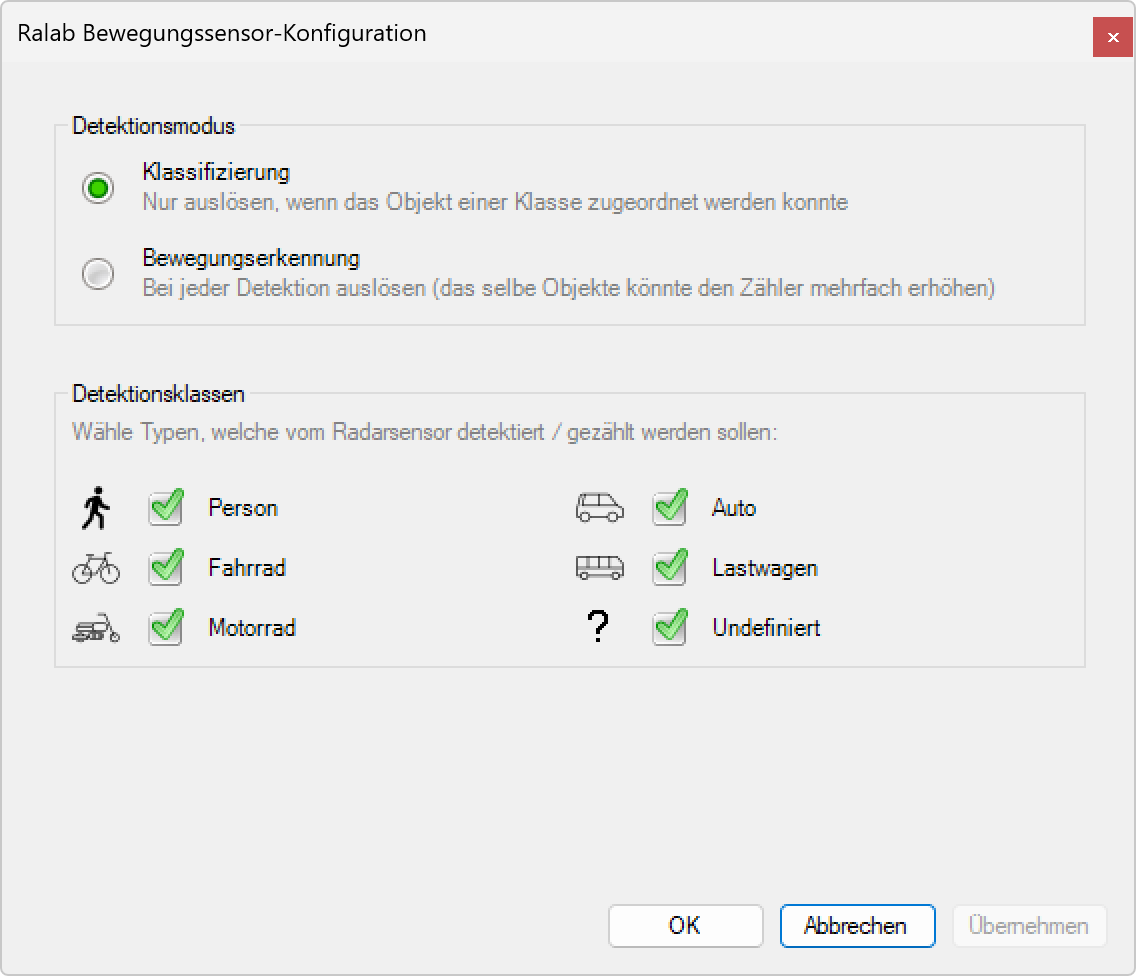 Ralab Bewegungssensor-Konfiguration
Detektionsmodus
Klassifizierung
Nur auslösen, wenn das Objekt einer Klasse zugeordnet werden konnte
Bewegungserkennung
Bei jeder Detektion auslösen (das selbe Objekte könnte den Zähler mehrfach erhöhen)
Detektionsklassen
Wähle Typen, welche vom Radarsensor detektiert / gezählt werden sollen:
Person
Auto
Fahrrad
Lastwagen
Motorrad
? Undefiniert
OK
Abbrechen
Übernehmen